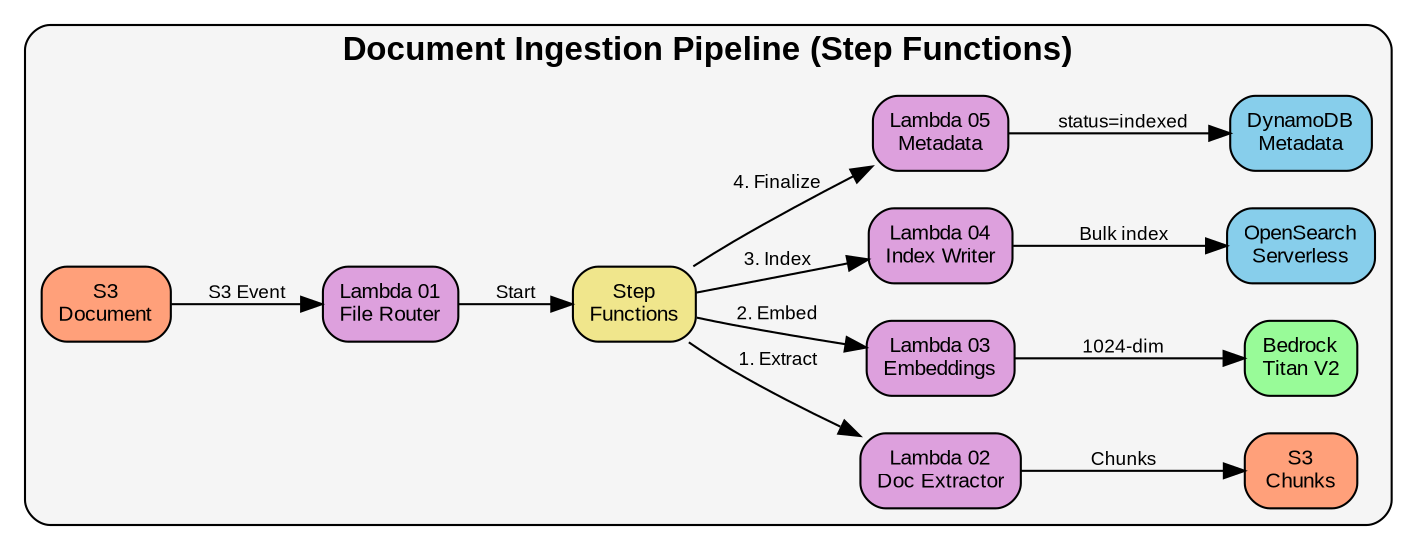 Document Ingestion Pipeline (Step Functions)
S3
Document
S3 Event
Lambda 01
File Router
Start
Step
Functions
4. Finalize
Lambda 05
Metadata
status=indexed
DynamoDB
Metadata
3. Index
Lambda 04
Index Writer
Bulk index
OpenSearch
Serverless
2. Embed
Lambda 03
Embeddings
1024-dim
Bedrock
Titan V2
1. Extract
Lambda 02
Doc Extractor
Chunks
S3
Chunks